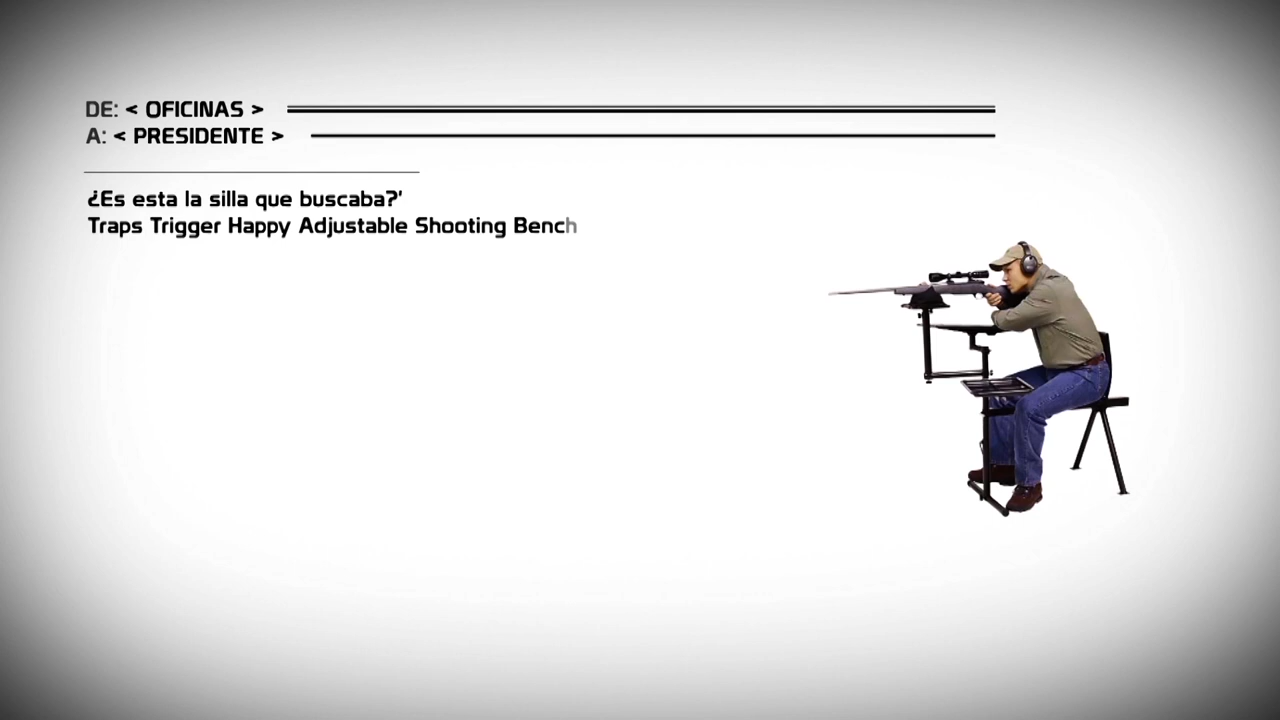 DE: < OFICINAS >
A: < PRESIDENTE >
¿Es esta la silla que buscaba?'
Traps Trigger Happy Adjustable Shooting Bench